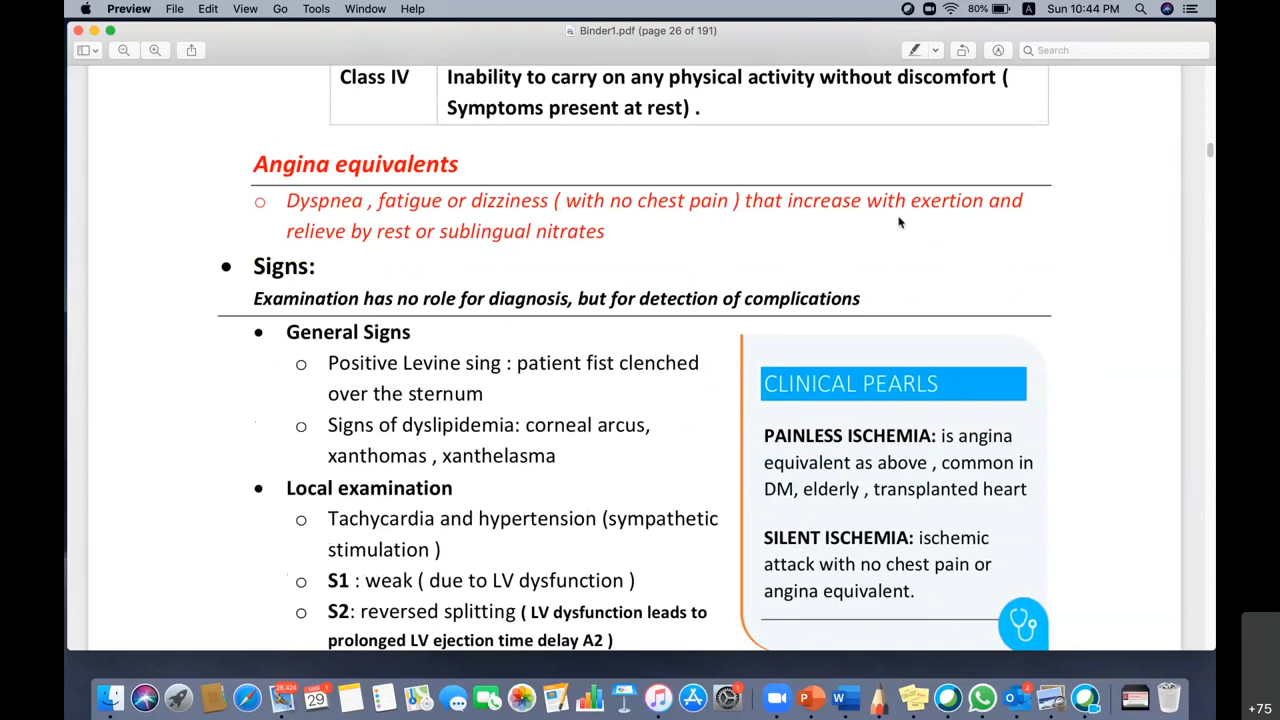 Preview File Edit View Go Tools Window Help 80% A Sun 10:44 PM
Binder1.pdf (page 26 of 191)
Search
Class IV Inability to carry on any physical activity without discomfort (
Symptoms present at rest) .
Angina equivalents
o Dyspnea , fatigue or dizziness ( with no chest pain ) that increase with exertion and
relieve by rest or sublingual nitrates
• Signs:
Examination has no role for diagnosis, but for detection of complications
• General Signs
o Positive Levine sing : patient fist clenched
over the sternum
o Signs of dyslipidemia: corneal arcus,
xanthomas , xanthelasma
• Local examination
o Tachycardia and hypertension (sympathetic
stimulation )
o S1 : weak ( due to LV dysfunction )
o S2: reversed splitting ( LV dysfunction leads to
prolonged LV ejection time delay A2 )
CLINICAL PEARLS
PAINLESS ISCHEMIA: is angina
equivalent as above , common in
DM, elderly , transplanted heart
SILENT ISCHEMIA: ischemic
attack with no chest pain or
angina equivalent.
28,424
MAR
29
1
2
+75